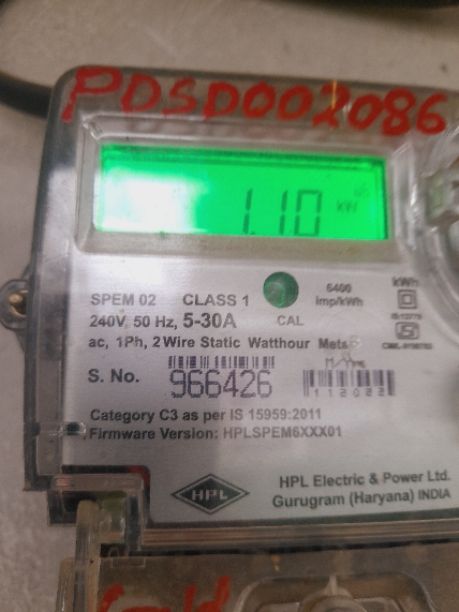 PDSD002086
1.10 kW
SPEM 02 CLASS 1 6400 imp/kWh kWh
240V, 50 Hz, 5-30A CAL
ac, 1Ph, 2Wire Static Watthour Meter
S. No. 966426
Category C3 as per IS 15959:2011
Firmware Version: HPLSPEM6XXX01
HPL
HPL Electric & Power Ltd.
Gurugram (Haryana) INDIA